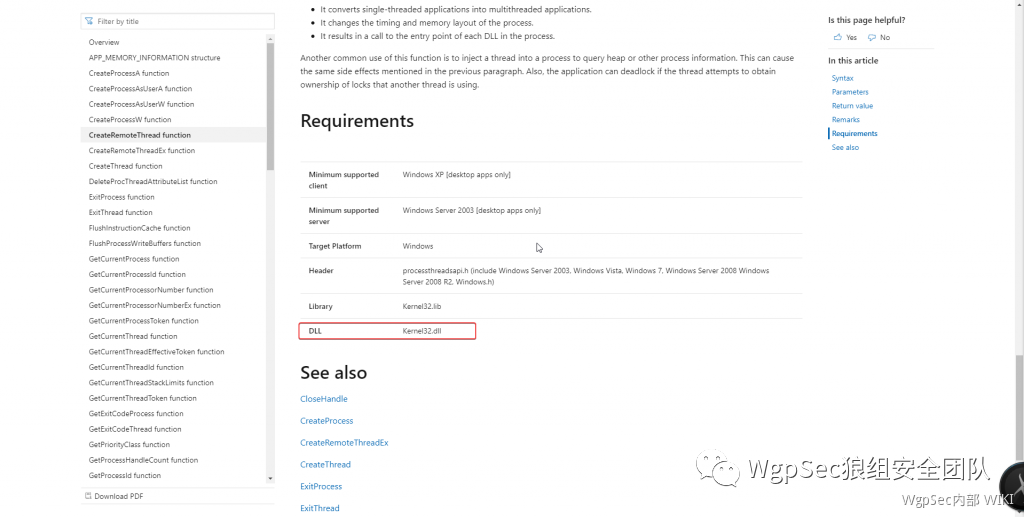 Filter by title
Overview
APP_MEMORY_INFORMATION structure
CreateProcessA function
CreateProcessAsUserA function
CreateProcessAsUserW function
CreateProcessW function
CreateRemoteThread function
CreateRemoteThreadEx function
CreateThread function
DeleteProcThreadAttributeList function
ExitProcess function
ExitThread function
FlushInstructionCache function
FlushProcessWriteBuffers function
GetCurrentProcess function
GetCurrentProcessId function
GetCurrentProcessorNumber function
GetCurrentProcessorNumberEx function
GetCurrentProcessToken function
GetCurrentThread function
GetCurrentThreadEffectiveToken function
GetCurrentThreadId function
GetCurrentThreadStackLimits function
GetCurrentThreadToken function
GetExitCodeProcess function
GetExitCodeThread function
GetPriorityClass function
GetProcessHandleCount function
GetProcessId function
Download PDF
• It converts single-threaded applications into multithreaded applications.
• It changes the timing and memory layout of the process.
• It results in a call to the entry point of each DLL in the process.
Another common use of this function is to inject a thread into a process to query heap or other process information. This can cause
the same side effects mentioned in the previous paragraph. Also, the application can deadlock if the thread attempts to obtain
ownership of locks that another thread is using.
Requirements
Minimum supported client Windows XP [desktop apps only]
Minimum supported server Windows Server 2003 [desktop apps only]
Target Platform Windows
Header processthreadsapi.h (include Windows Server 2003, Windows Vista, Windows 7, Windows Server 2008 Windows
Server 2008 R2, Windows.h)
Library Kernel32.lib
DLL Kernel32.dll
See also
CloseHandle
CreateProcess
CreateRemoteThreadEx
CreateThread
ExitProcess
ExitThread
Is this page helpful?
Yes No
In this article
Syntax
Parameters
Return value
Remarks
Requirements
See also
WgpSec狼组安全团队
WgpSec内部 WIKI